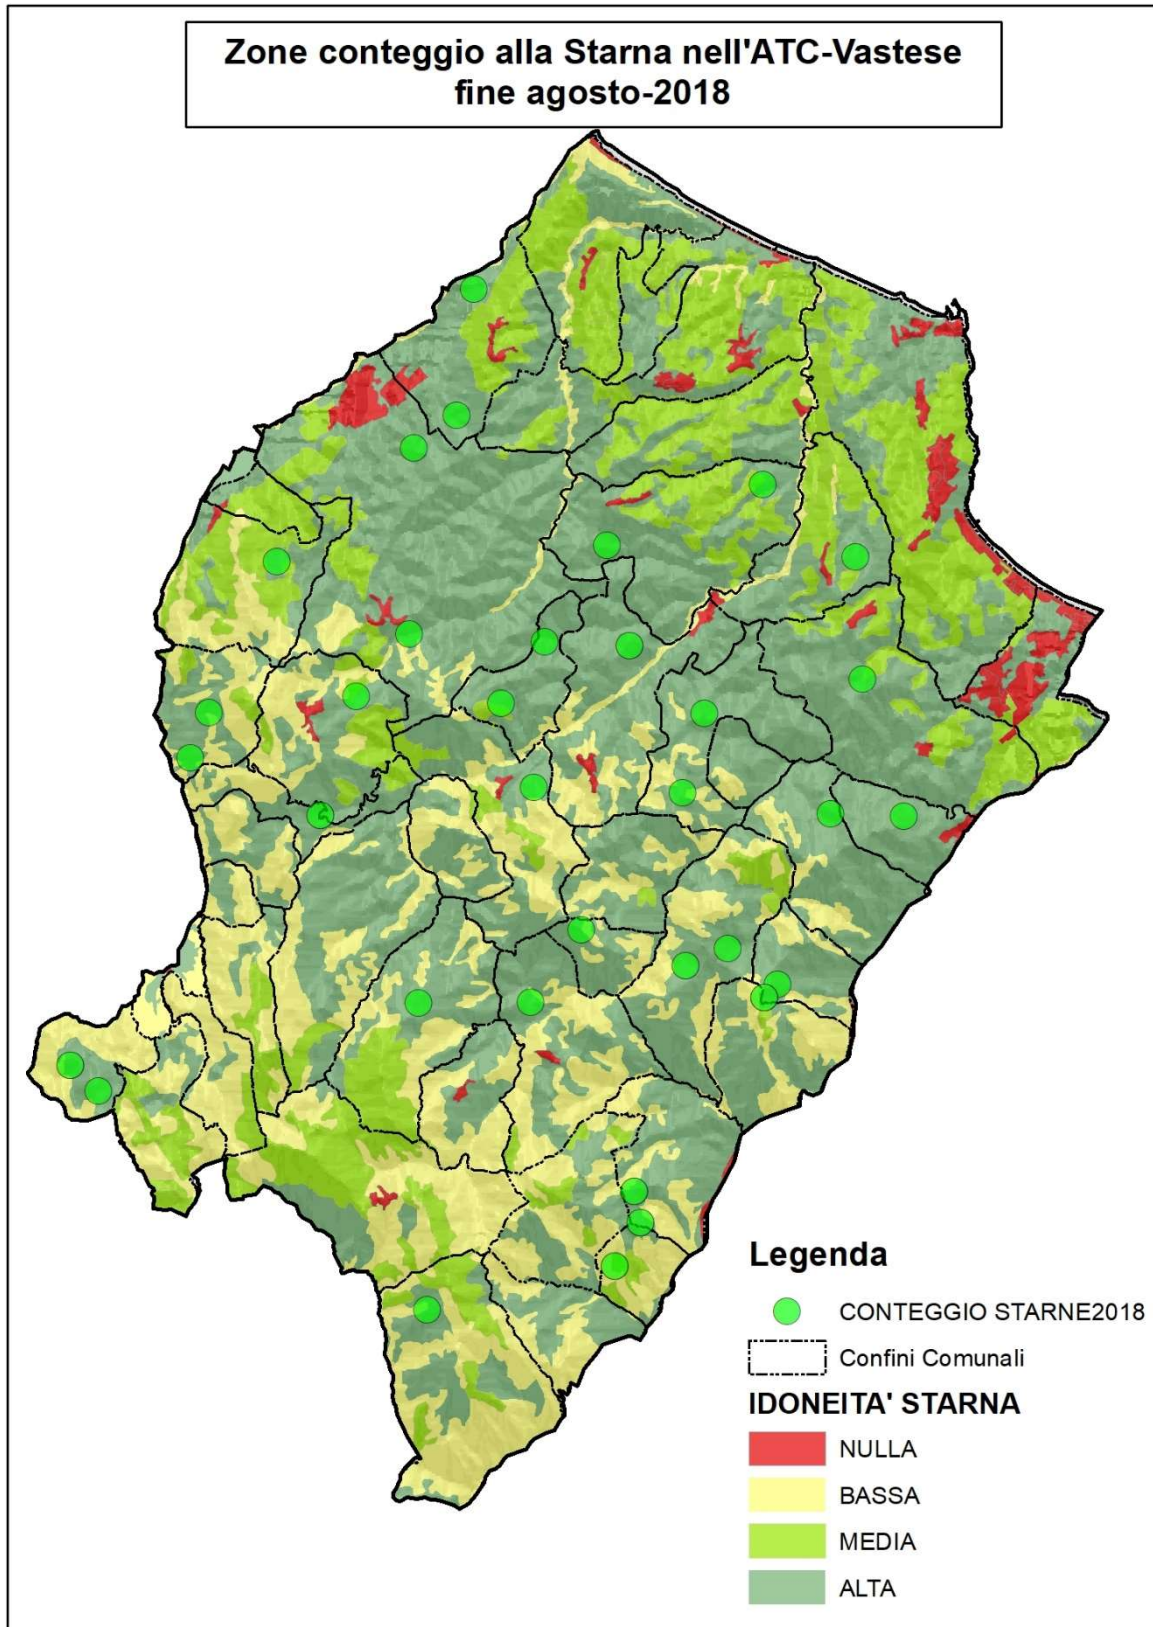 Zone conteggio alla Starna nell'ATC-Vastese
fine agosto-2018
Legenda
CONTEGGIO STARNE2018
Confini Comunali
IDONEITA' STARNA
NULLA
BASSA
MEDIA
ALTA